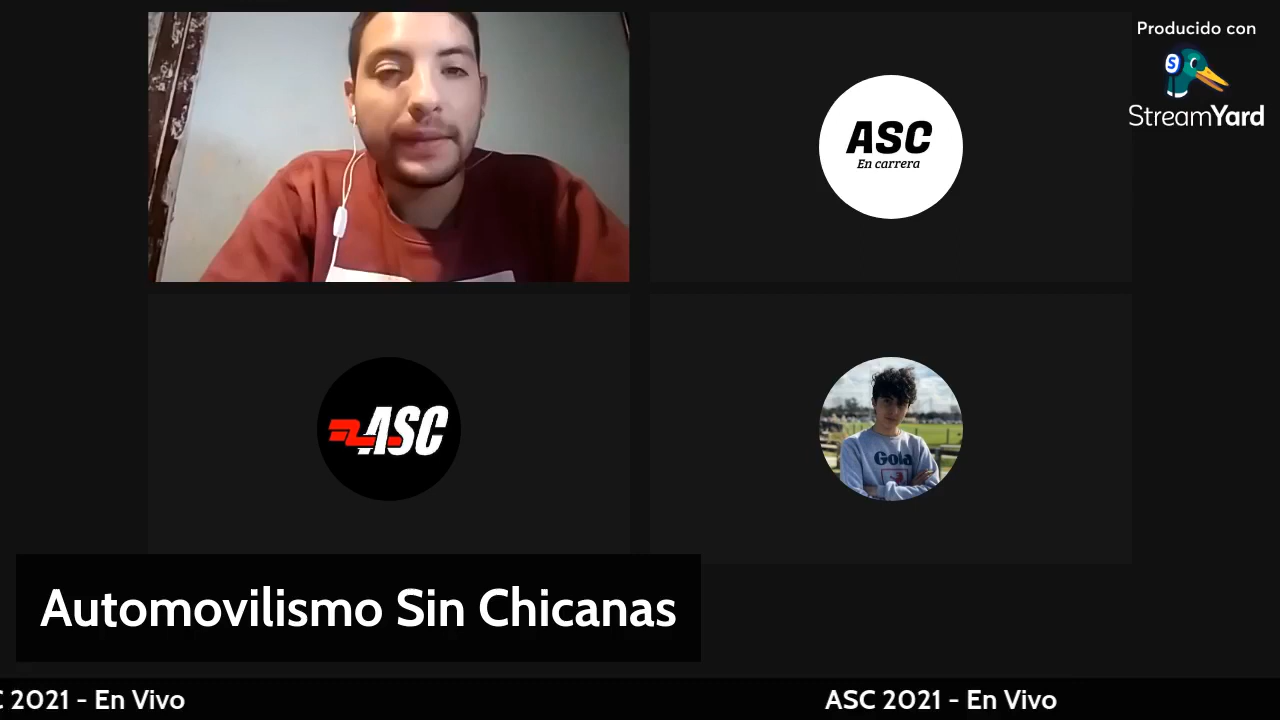 Producido con
StreamYard
ASC
En carrera
ASC
Gola
Automovilismo Sin Chicanas
C 2021 - En Vivo
ASC 2021 - En Vivo